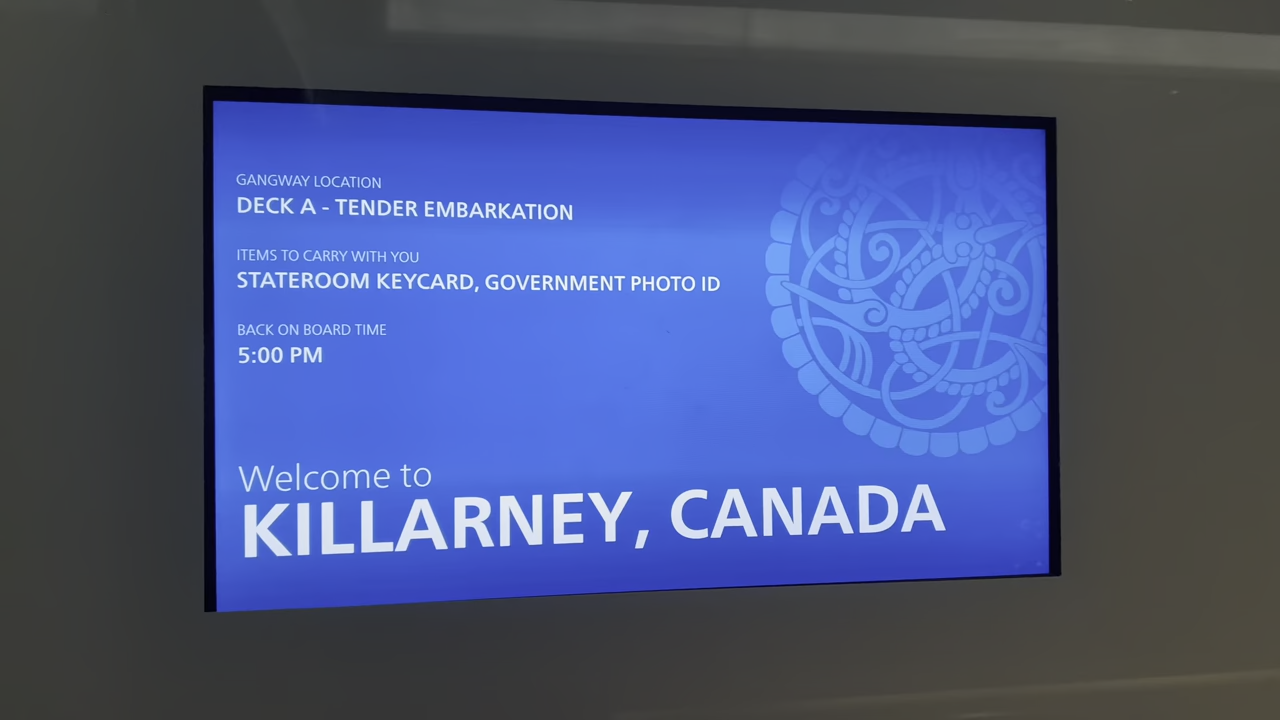 GANGWAY LOCATION
DECK A - TENDER EMBARKATION
ITEMS TO CARRY WITH YOU
STATEROOM KEYCARD, GOVERNMENT PHOTO ID
BACK ON BOARD TIME
5:00 PM
Welcome to
KILLARNEY, CANADA